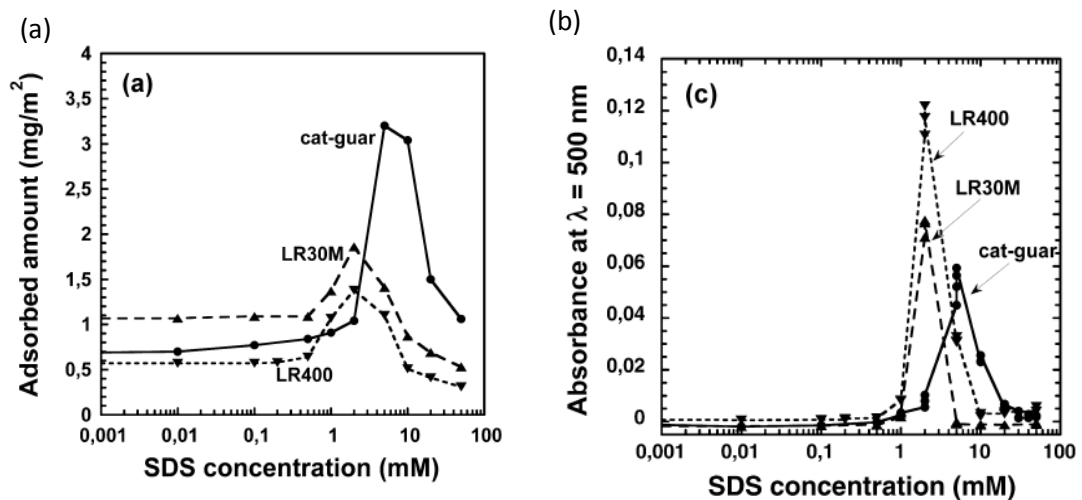 (a)
(a)
Adsorbed amount (mg/m²)
4
3,5
3
2,5
2
1,5
1
0,5
0
cat-guar
LR30M
LR400
0,001 0,01 0,1 1 10 100
SDS concentration (mM)
(b)
(c)
Absorbance at λ = 500 nm
0,14
0,12
0,1
0,08
0,06
0,04
0,02
0
LR400
LR30M
cat-guar
0,001 0,01 0,1 1 10 100
SDS concentration (mM)